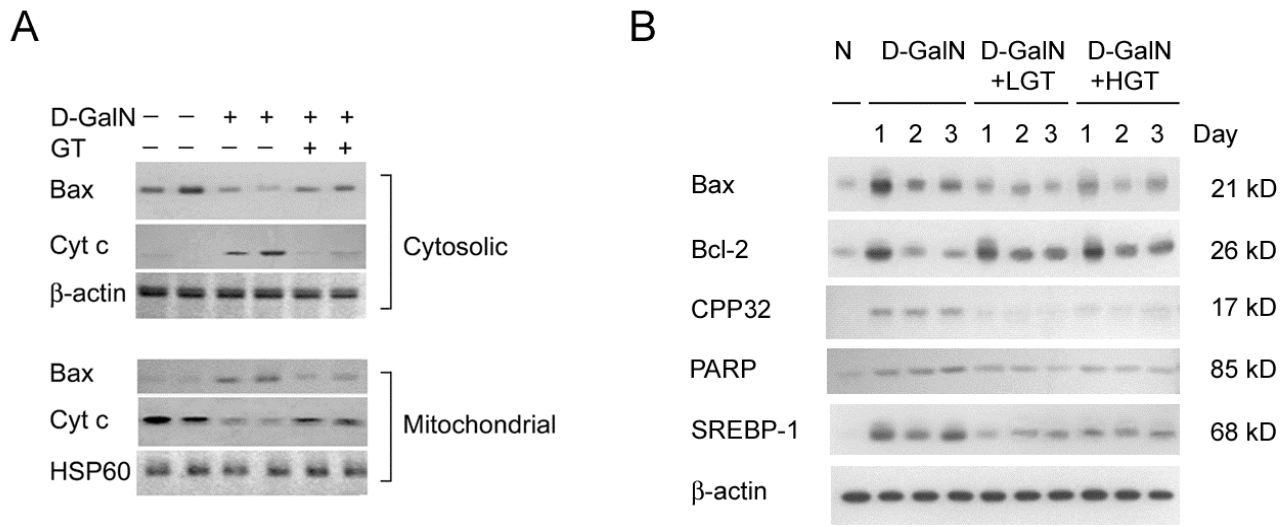 A
D-GalN – – + + + +
GT – – – – + +
Bax
Cyt c
β-actin
Cytosolic
Bax
Cyt c
HSP60
Mitochondrial
B
N D-GalN D-GalN D-GalN
+LGT +HGT
1 2 3 1 2 3 1 2 3 Day
Bax 21 kD
Bcl-2 26 kD
CPP32 17 kD
PARP 85 kD
SREBP-1 68 kD
β-actin